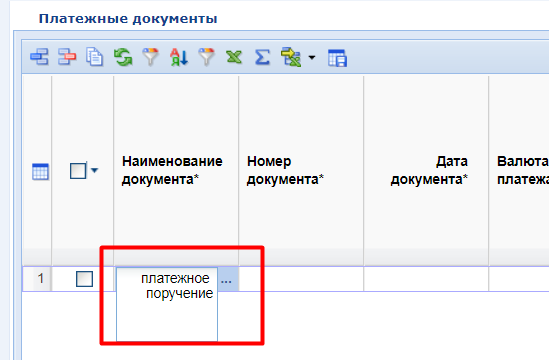 Платежные документы
Наименование документа*
Номер документа*
Дата документа*
Валюта платежа
1
платежное
поручение
...